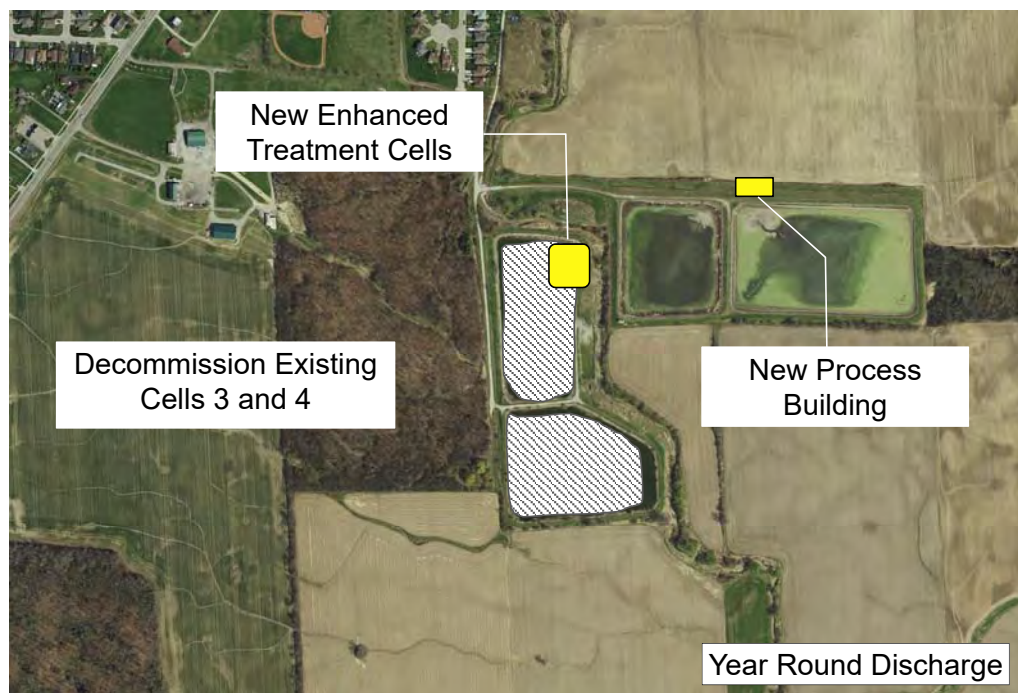 New Enhanced
Treatment Cells
Decommission Existing
Cells 3 and 4
New Process
Building
Year Round Discharge